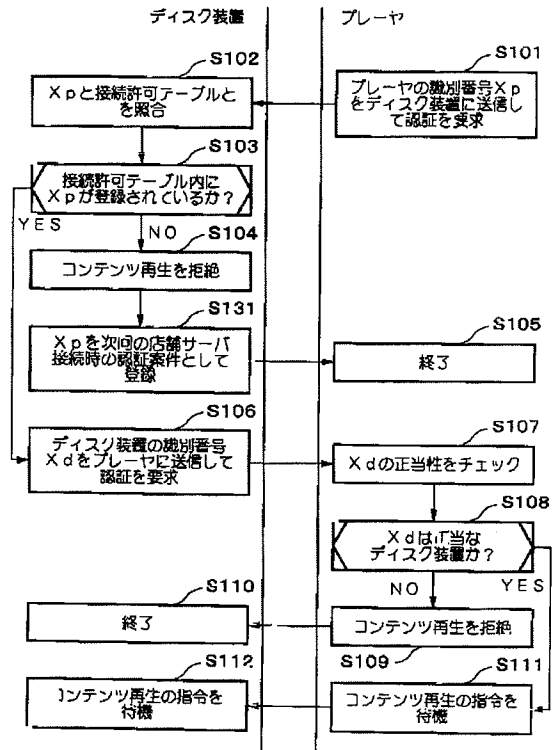 ディスク装置
プレーヤ
S101
プレーヤの識別番号Xp
をディスク装置に送信し
て認証を要求
S102
Xpと接続許可テーブルと
を照合
S103
接続許可テーブル内に
Xpが登録されているか?
YES
NO
S104
コンテンツ再生を拒絶
S131
Xpを次回の店舗サーバ
接続時の認証案件として
登録
S105
終了
S106
ディスク装置の識別番号
Xdをプレーヤに送信して
認証を要求
S107
Xdの正当性をチェック
S108
Xdは正当な
ディスク装置か?
NO
YES
S109
コンテンツ再生を拒絶
S110
終了
S111
コンテンツ再生の指令を
待機
S112
コンテンツ再生の指令を
待機